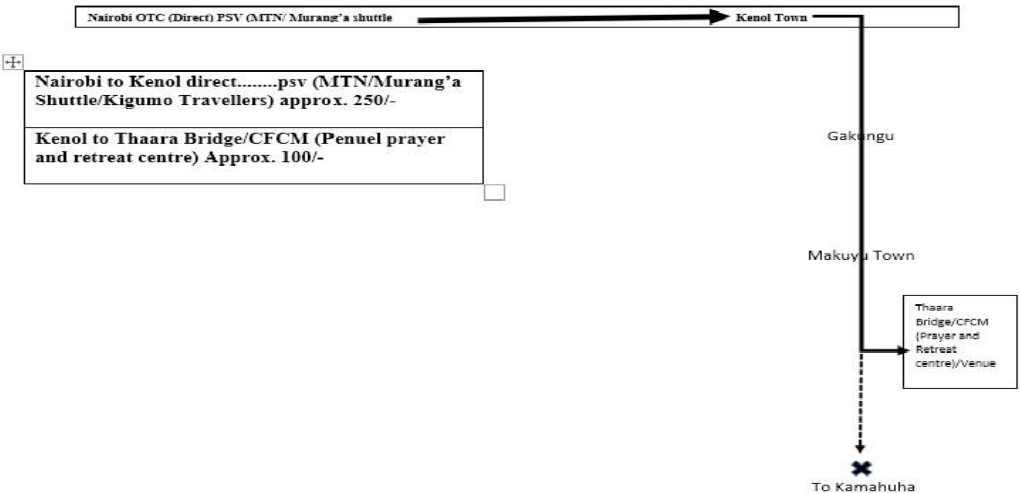 Nairobi OTC (Direct) PSV (MTN/ Murang’a shuttle
Kenol Town
Nairobi to Kenol direct........psv (MTN/Murang’a
Shuttle/Kigumo Travellers) approx. 250/-
Kenol to Thaara Bridge/CFCM (Penuel prayer
and retreat centre) Approx. 100/-
Gakungu
Makuyu Town
Thaara
Bridge/CFCM
(Prayer and
Retreat
centre)/Venue
To Kamahuha